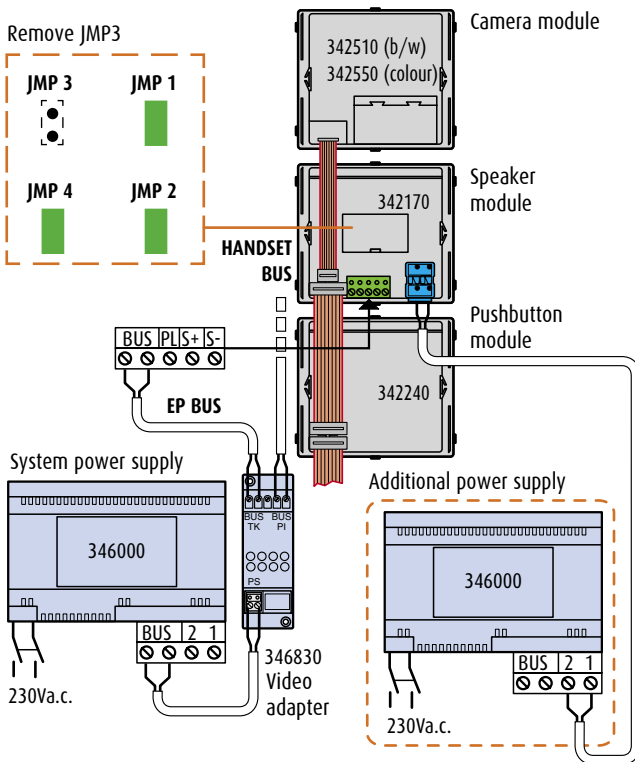 Remove JMP3
JMP 3
JMP 1
JMP 4
JMP 2
Camera module
342510 (b/w)
342550 (colour)
Speaker
module
342170
HANDSET
BUS
Pushbutton
module
342240
BUS PL S+ S-
EP BUS
System power supply
346000
BUS 2 1
230Va.c.
BUS BUS
TK PI
PS
346830
Video
adapter
Additional power supply
346000
BUS 2 1
230Va.c.